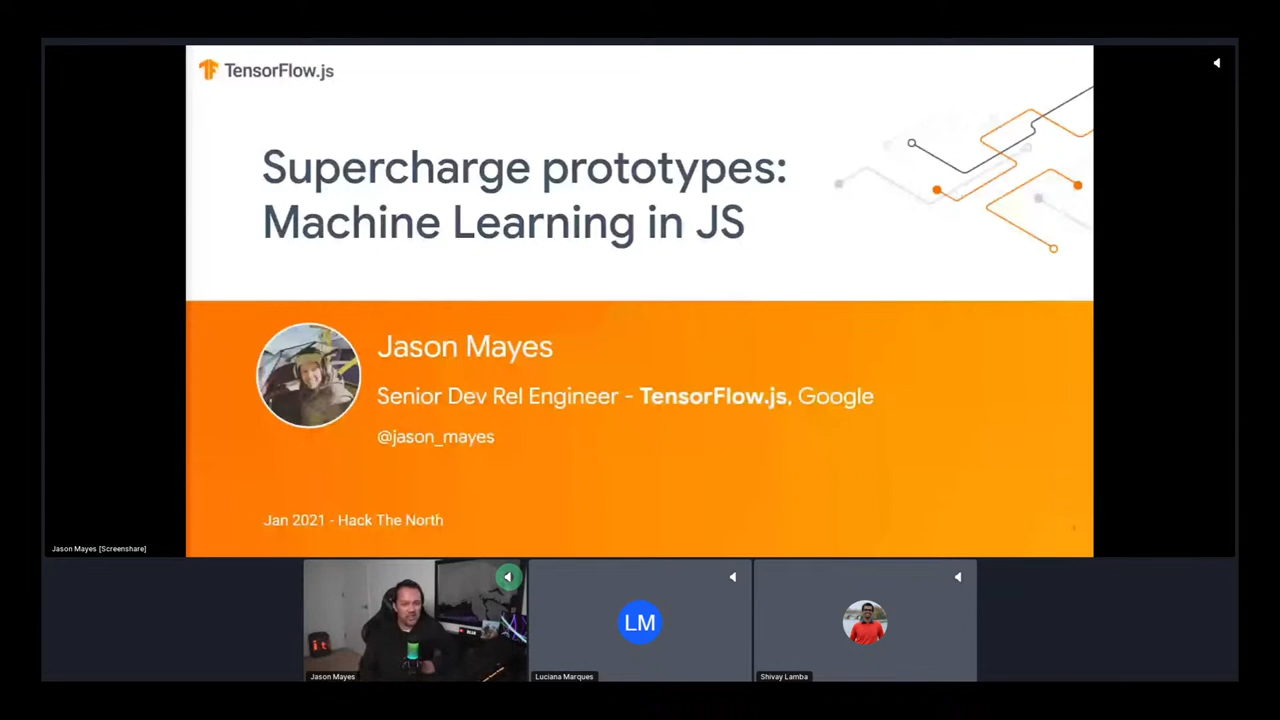 TensorFlow.js
Supercharge prototypes:
Machine Learning in JS
Jason Mayes
Senior Dev Rel Engineer - TensorFlow.js, Google
@jason_mayes
Jan 2021 - Hack The North
Jason Mayes [Screenshare]
it
LM
Jason Mayes
Luciana Marques
Shivay Lamba